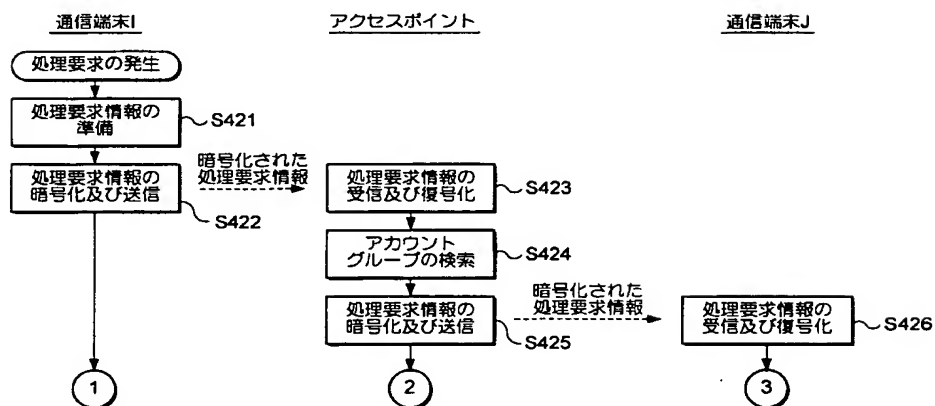 通信端末I
アクセスポイント
通信端末J
処理要求の発生
処理要求情報の
準備
S421
処理要求情報の
暗号化及び送信
S422
暗号化された
処理要求情報
処理要求情報の
受信及び復号化
S423
アカウント
グループの検索
S424
処理要求情報の
暗号化及び送信
S425
暗号化された
処理要求情報
処理要求情報の
受信及び復号化
S426
1
2
3